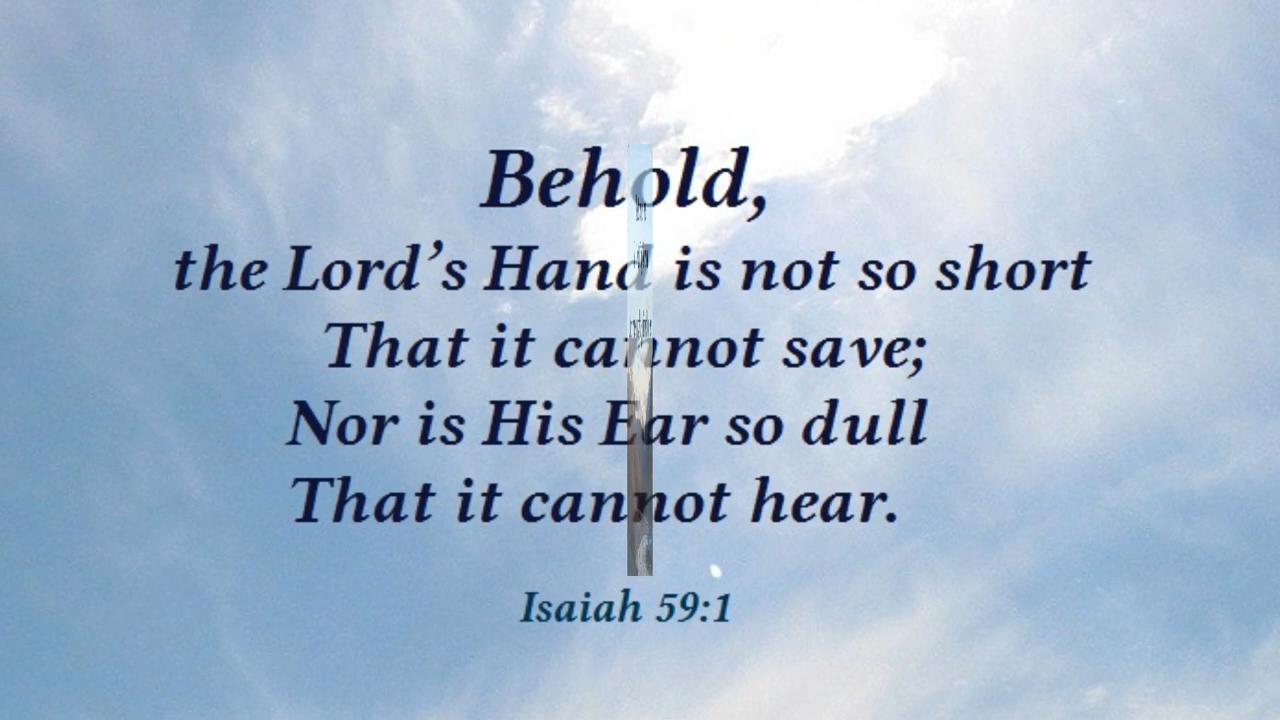 Behold,
the Lord’s Hand is not so short
That it cannot save;
Nor is His Ear so dull
That it cannot hear.
Isaiah 59:1